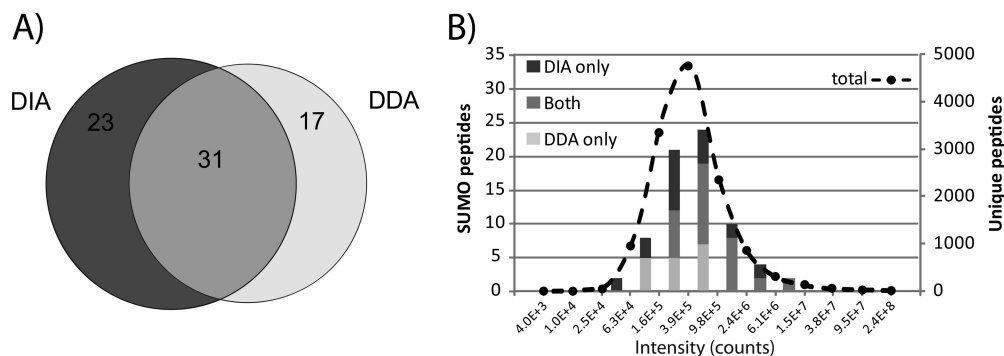 A)
DIA
DDA
23
31
17
B)
35
30
25
20
15
10
5
0
SUMO peptides
DIA only
Both
DDA only
total
5000
4000
3000
2000
1000
0
Unique peptides
4.0E+3
1.0E+4
2.5E+4
6.3E+4
1.6E+5
3.9E+5
9.8E+5
2.4E+6
6.1E+6
1.5E+7
3.8E+7
9.5E+7
2.4E+8
Intensity (counts)